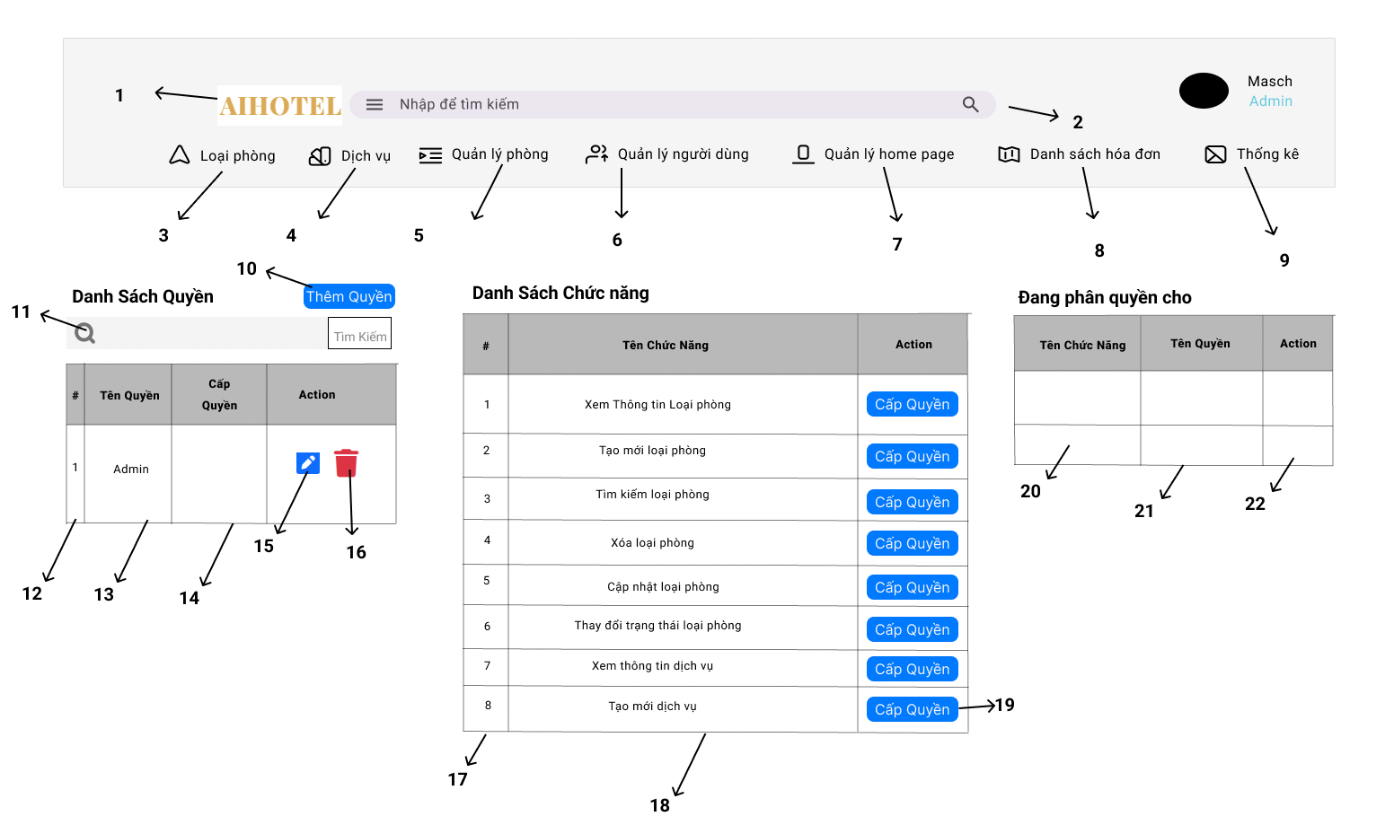 1
AIHOTEL
Nhập để tìm kiếm
2
Masch
Admin
Loại phòng
Dịch vụ
Quản lý phòng
Quản lý người dùng
Quản lý home page
Danh sách hóa đơn
Thống kê
3
4
5
6
7
8
9
10
Danh Sách Quyền
Thêm Quyền
11
Tìm Kiếm
# Tên Quyền Cấp Quyền Action
1 Admin
12
13
14
15
16
Danh Sách Chức năng
# Tên Chức Năng Action
1 Xem Thông tin Loại phòng Cấp Quyền
2 Tạo mới loại phòng Cấp Quyền
3 Tìm kiếm loại phòng Cấp Quyền
4 Xóa loại phòng Cấp Quyền
5 Cập nhật loại phòng Cấp Quyền
6 Thay đổi trạng thái loại phòng Cấp Quyền
7 Xem thông tin dịch vụ Cấp Quyền
8 Tạo mới dịch vụ Cấp Quyền
19
17
18
Đang phân quyền cho
Tên Chức Năng Tên Quyền Action
20
21
22